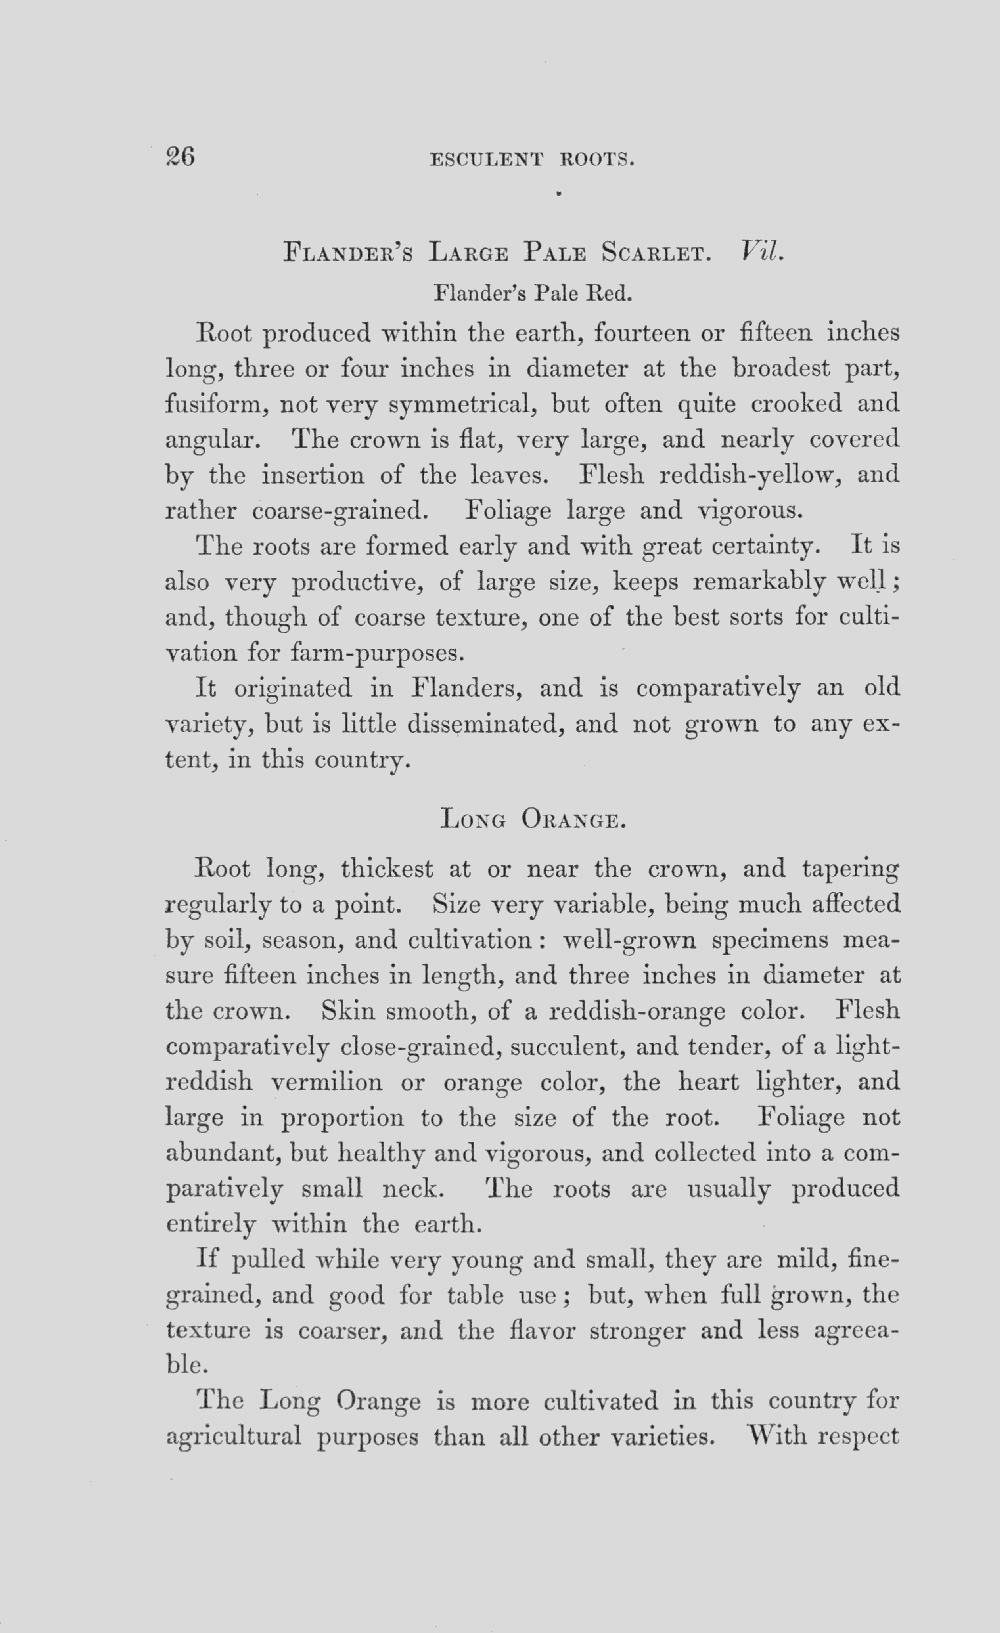 26 ESCULENT ROOTS.
FLANDER'S LARGE PALE SCARLET. Vil.
Flander's Pale Red.
Root produced within the earth, fourteen or fifteen inches
long, three or four inches in diameter at the broadest part,
fusiform, not very symmetrical, but often quite crooked and
angular. The crown is flat, very large, and nearly covered
by the insertion of the leaves. Flesh reddish-yellow, and
rather coarse-grained. Foliage large and vigorous.
The roots are formed early and with great certainty. It is
also very productive, of large size, keeps remarkably well;
and, though of coarse texture, one of the best sorts for culti-
vation for farm-purposes.
It originated in Flanders, and is comparatively an old
variety, but is little disseminated, and not grown to any ex-
tent, in this country.
LONG ORANGE.
Root long, thickest at or near the crown, and tapering
regularly to a point. Size very variable, being much affected
by soil, season, and cultivation: well-grown specimens mea-
sure fifteen inches in length, and three inches in diameter at
the crown. Skin smooth, of a reddish-orange color. Flesh
comparatively close-grained, succulent, and tender, of a light-
reddish vermilion or orange color, the heart lighter, and
large in proportion to the size of the root. Foliage not
abundant, but healthy and vigorous, and collected into a com-
paratively small neck. The roots are usually produced
entirely within the earth.
If pulled while very young and small, they are mild, fine-
grained, and good for table use; but, when full grown, the
texture is coarser, and the flavor stronger and less agreea-
ble.
The Long Orange is more cultivated in this country for
agricultural purposes than all other varieties. With respect